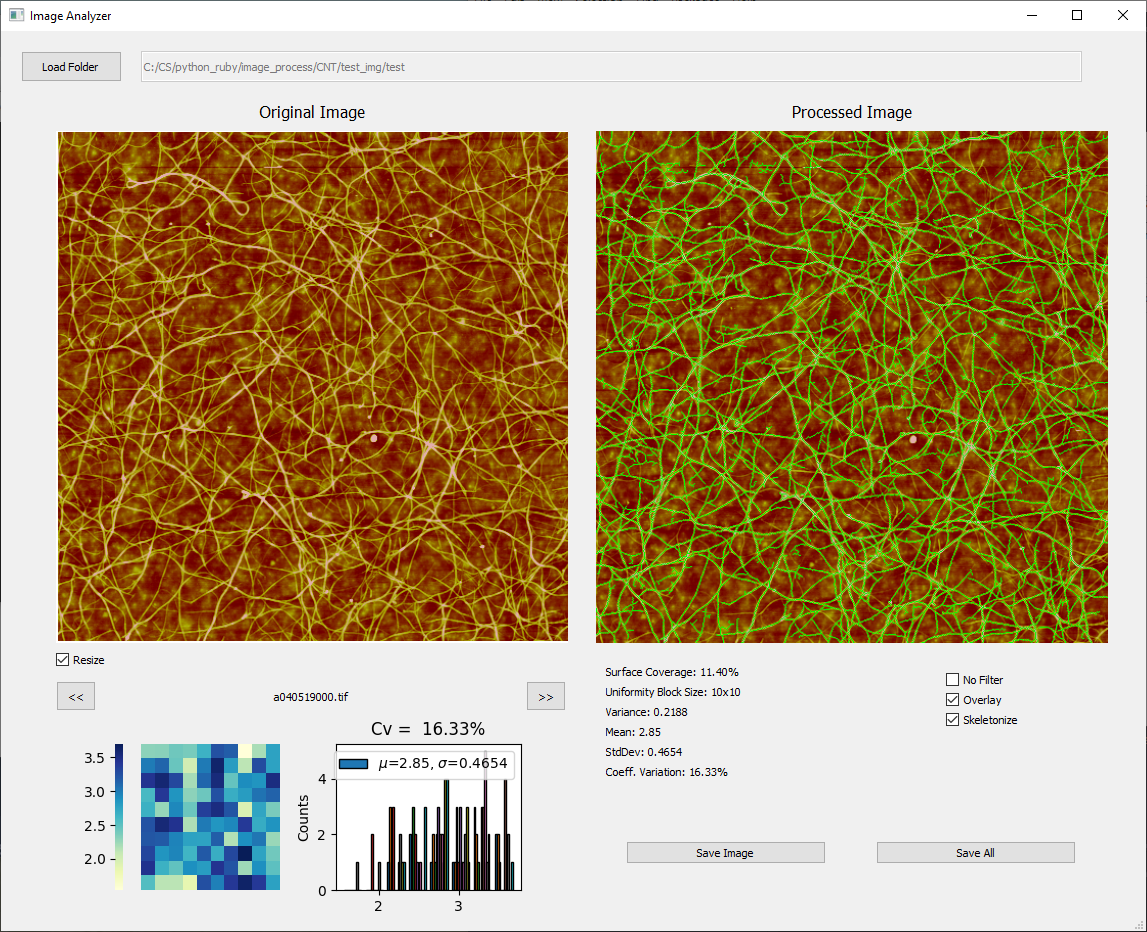 Image Analyzer
Load Folder
C:/CS/python_ruby/image_process/CNT/test_img/test
Original Image
Processed Image
Resize
<<
a040519000.tif
>>
Surface Coverage: 11.40%
Uniformity Block Size: 10x10
Variance: 0.2188
Mean: 2.85
StdDev: 0.4654
Coeff. Variation: 16.33%
No Filter
Overlay
Skeletonize
Cv = 16.33%
3.5
3.0
2.5
2.0
μ=2.85, σ=0.4654
Counts
4
2
0
2
3
Save Image
Save All